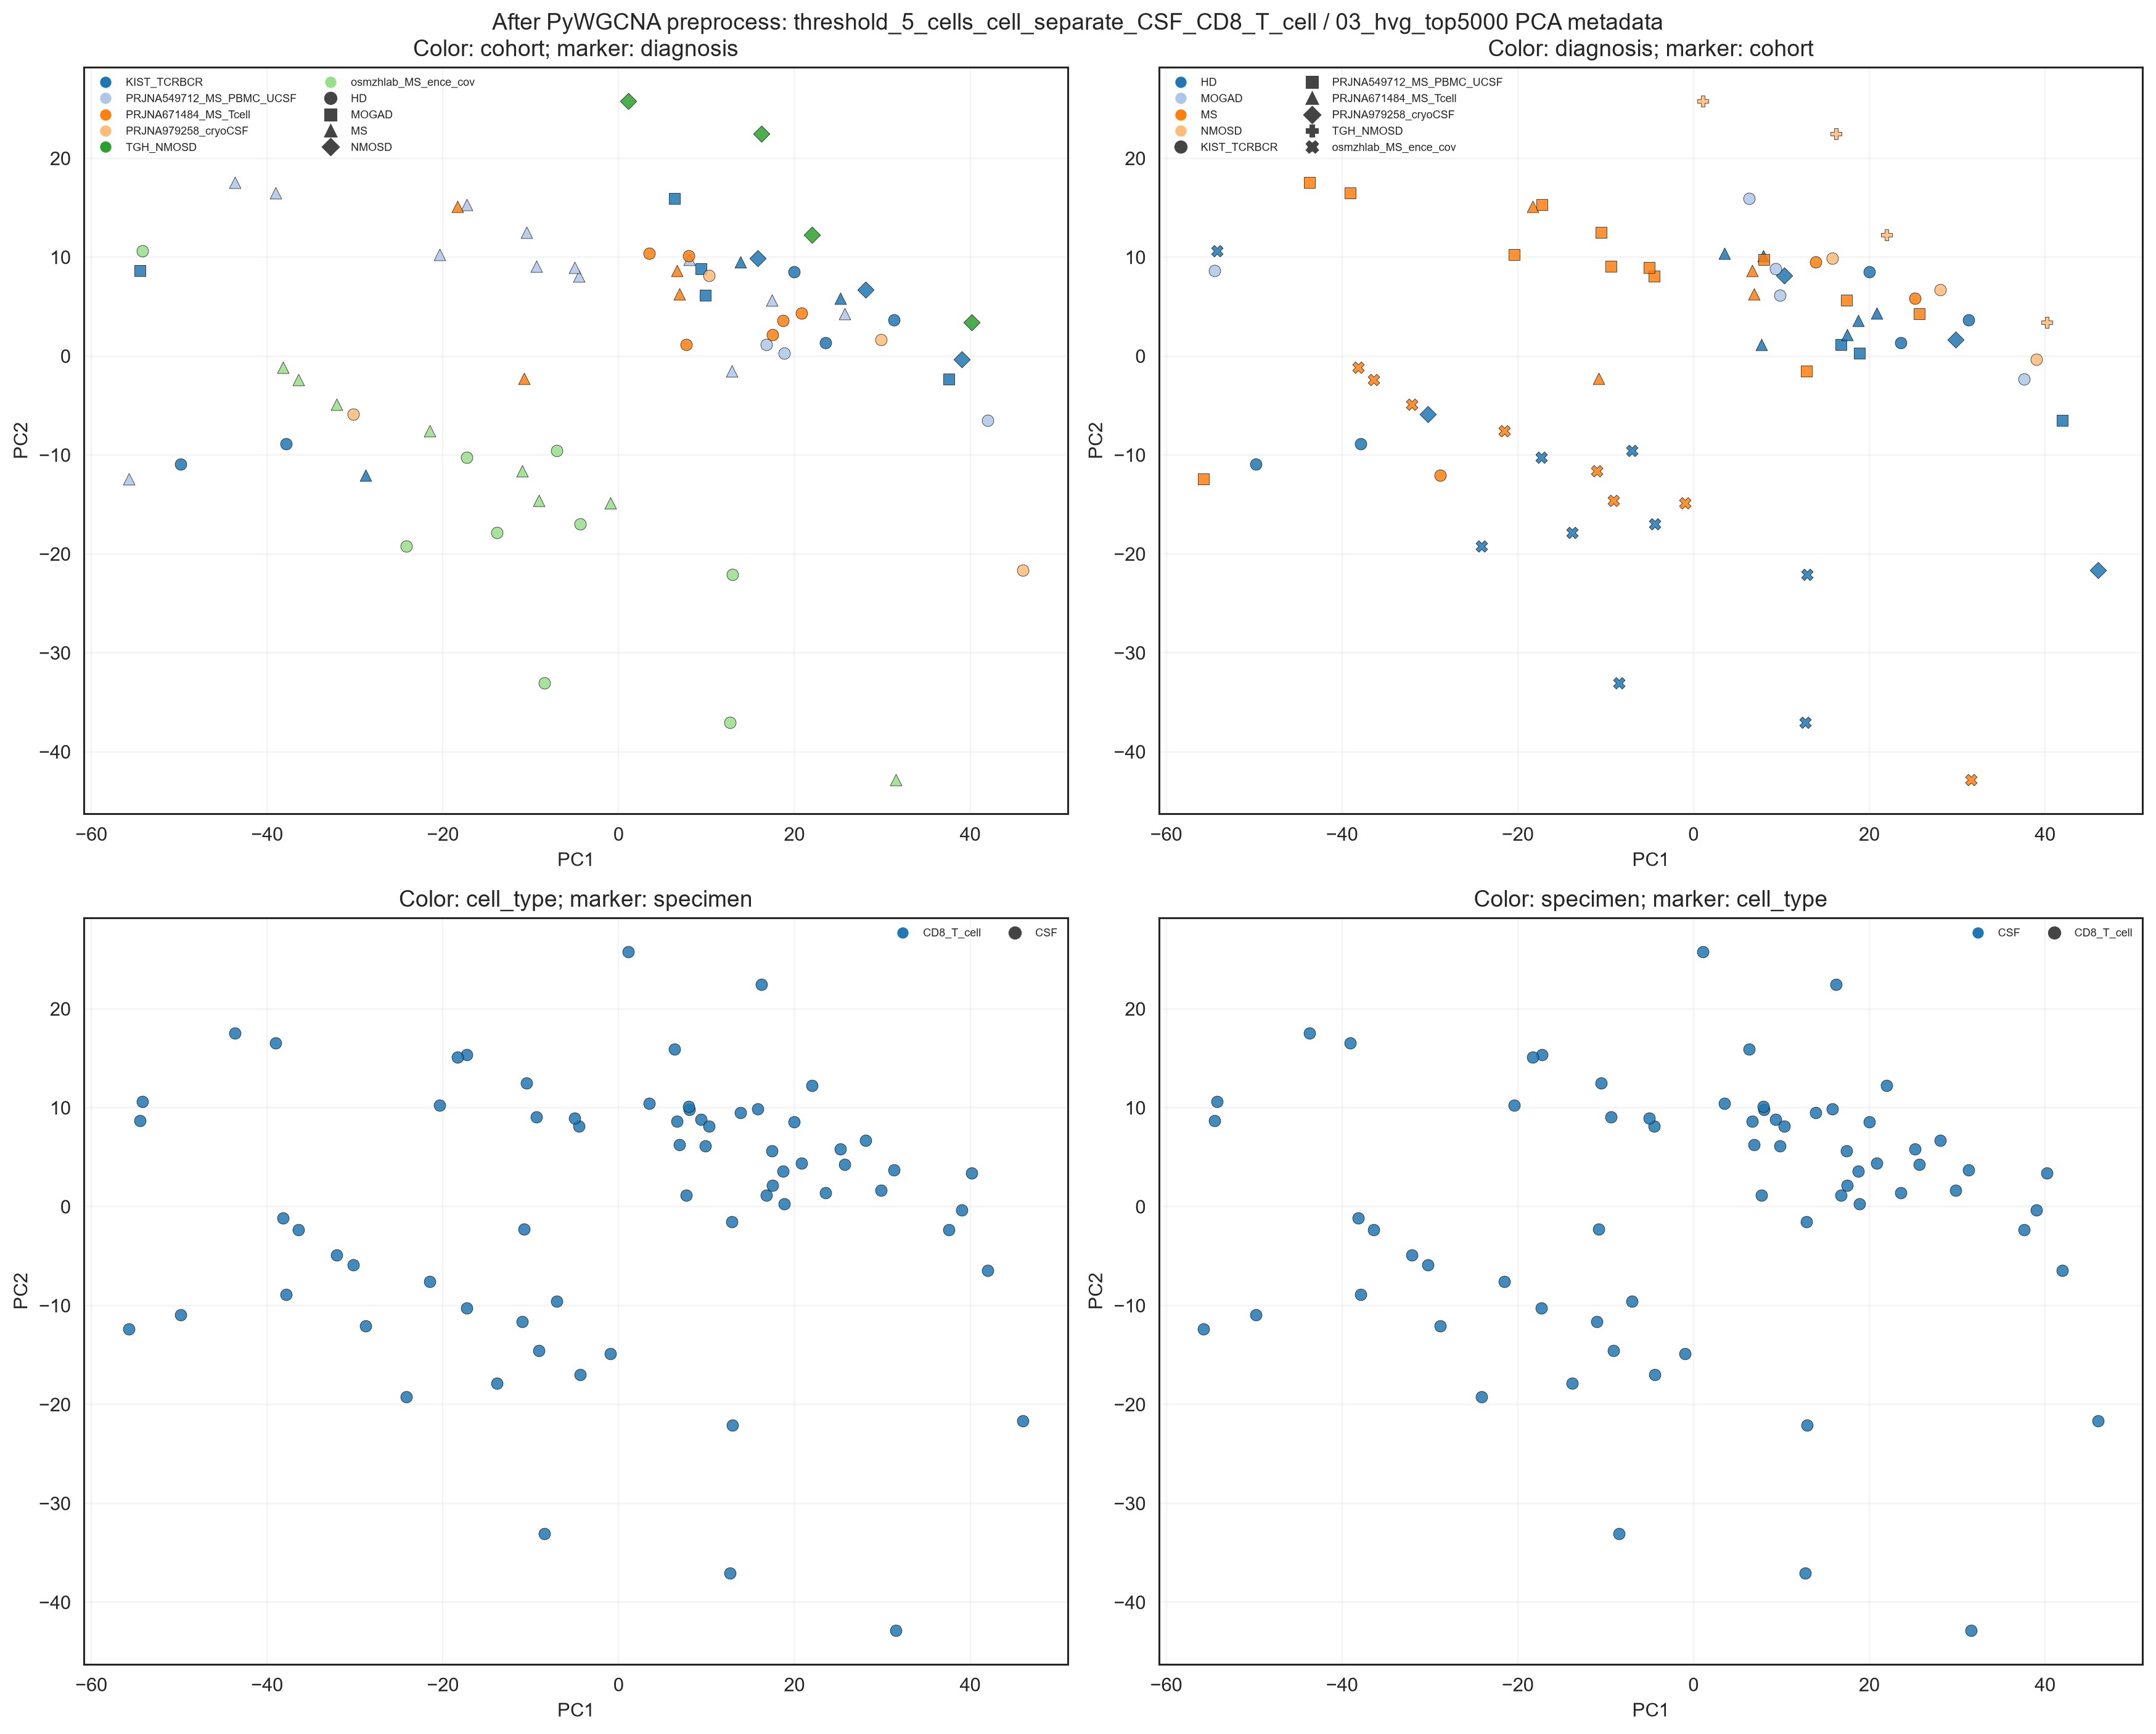 After PyWGCNA preprocess: threshold_5_cells_cell_separate_CSF_CD8_T_cell / 03_hvg_top5000 PCA metadata
Color: cohort; marker: diagnosis
KIST_TCRBCR
PRJNA549712_MS_PBMC_UCSF
PRJNA671484_MS_Tcell
PRJNA979258_cryoCSF
TGH_NMOSD
osmzhlab_MS_ence_cov
HD
MOGAD
MS
NMOSD
20
10
0
−10
−20
−30
−40
PC2
−60 −40 −20 0 20 40
PC1
Color: diagnosis; marker: cohort
HD
MOGAD
MS
NMOSD
KIST_TCRBCR
PRJNA549712_MS_PBMC_UCSF
PRJNA671484_MS_Tcell
PRJNA979258_cryoCSF
TGH_NMOSD
osmzhlab_MS_ence_cov
20
10
0
−10
−20
−30
−40
PC2
−60 −40 −20 0 20 40
PC1
Color: cell_type; marker: specimen
CD8_T_cell CSF
20
10
0
−10
−20
−30
−40
PC2
−60 −40 −20 0 20 40
PC1
Color: specimen; marker: cell_type
CSF CD8_T_cell
20
10
0
−10
−20
−30
−40
PC2
−60 −40 −20 0 20 40
PC1